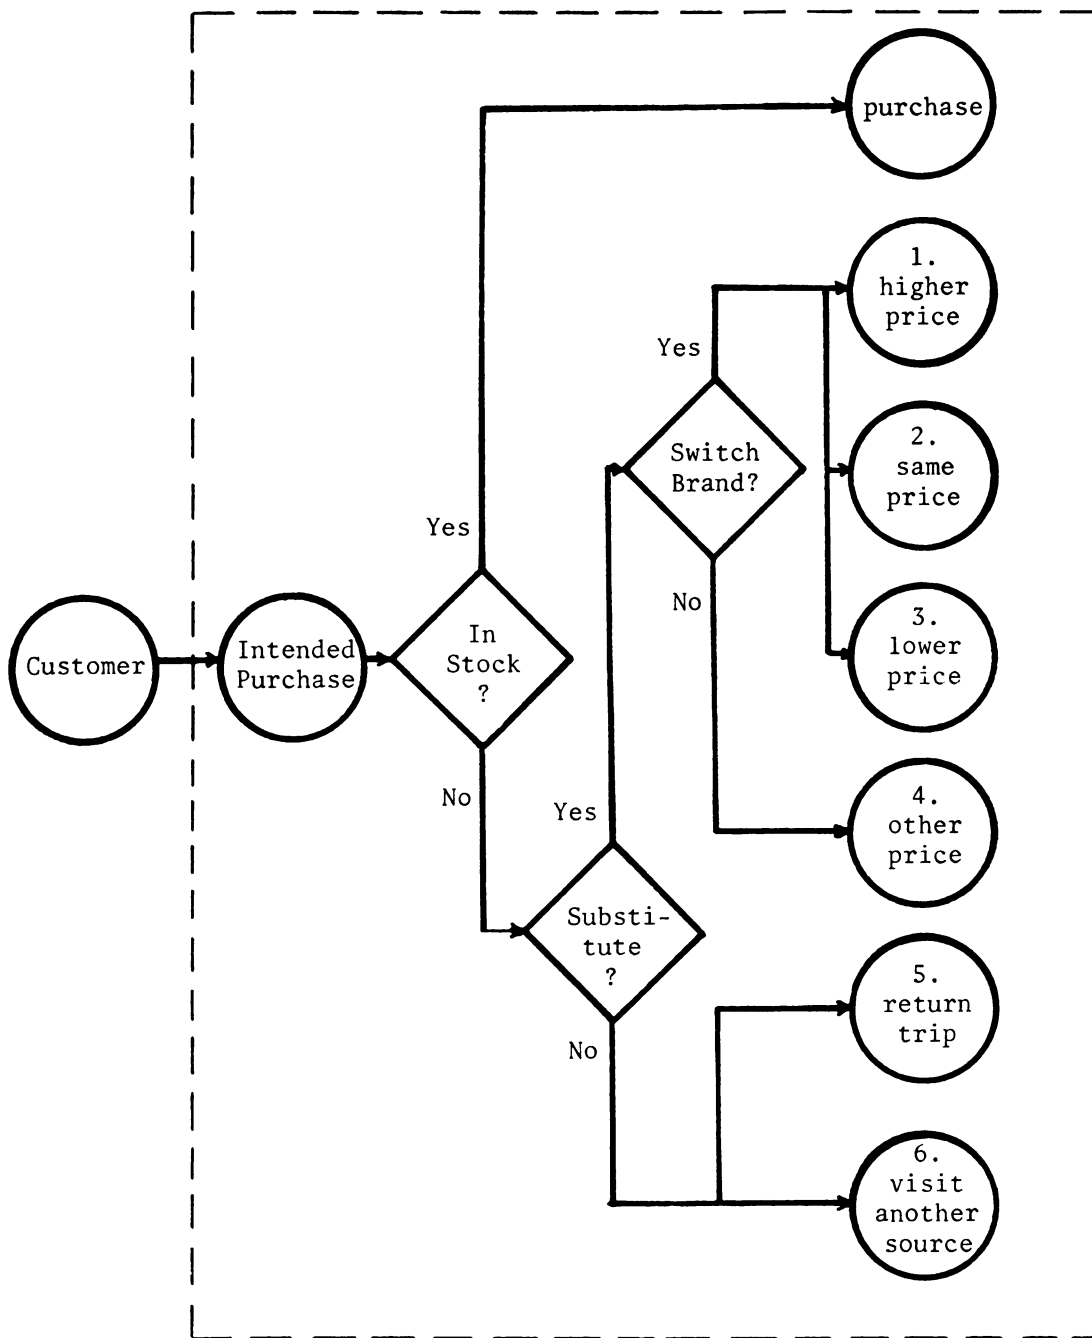 purchase
1.
higher
price
Yes
Switch
Brand?
2.
same
price
Yes
No
3.
lower
price
Customer
Intended
Purchase
In
Stock
?
No
Yes
4.
other
price
Substi-
tute
?
5.
return
trip
No
6.
visit
another
source